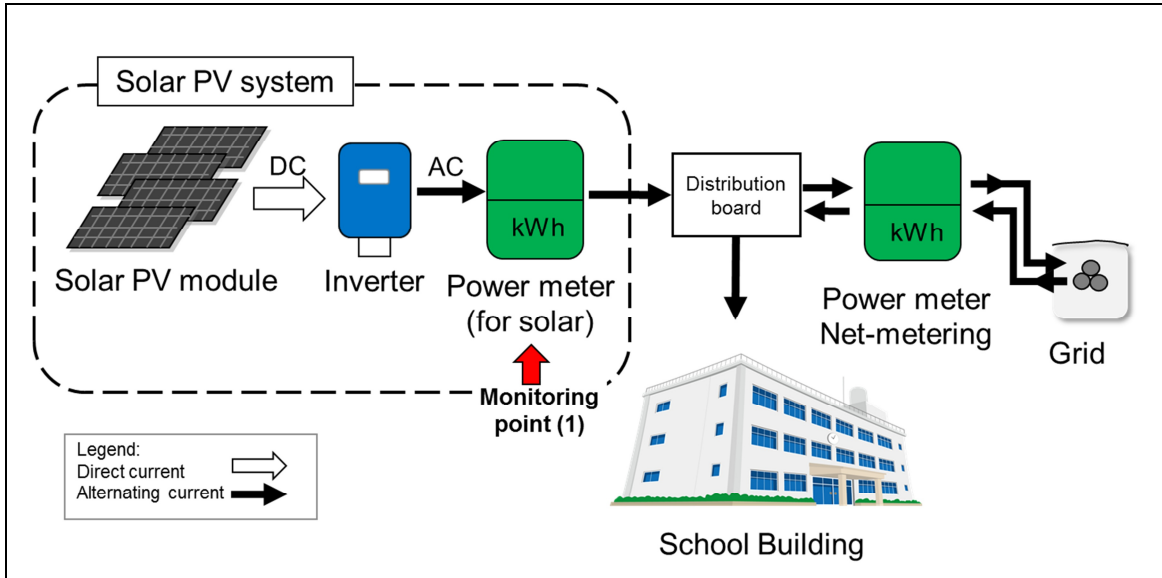 Solar PV system
DC
AC
kWh
Solar PV module
Inverter
Power meter
(for solar)
Monitoring
point (1)
Distribution
board
kWh
Power meter
Net-metering
Grid
School Building
Legend:
Direct current
Alternating current